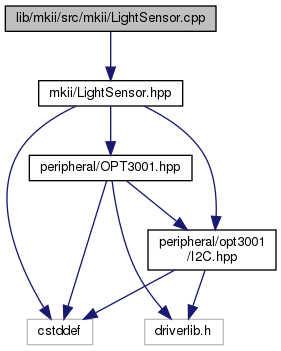 lib/mkii/src/mkii/LightSensor.cpp
mkii/LightSensor.hpp
peripheral/OPT3001.hpp
peripheral/opt3001
/I2C.hpp
cstddef
driverlib.h